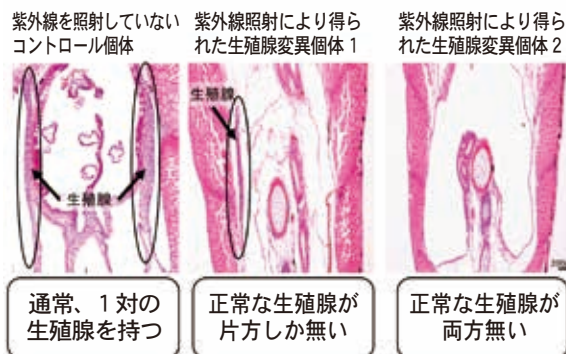 紫外線を照射していない
コントロール個体
紫外線照射により得ら
れた生殖腺変異個体1
紫外線照射により得ら
れた生殖腺変異個体2
生殖腺
生殖腺
通常、1対の
生殖腺を持つ
正常な生殖腺が
片方しか無い
正常な生殖腺が
両方無い